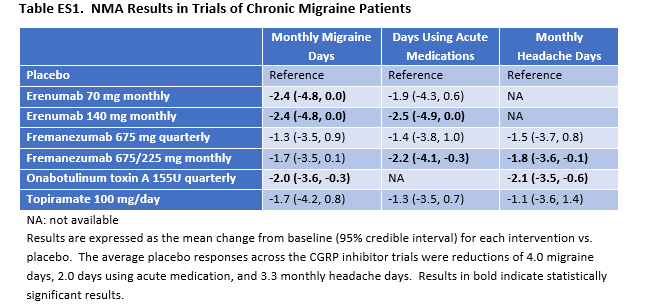 Table ES1. NMA Results in Trials of Chronic Migraine Patients
Monthly Migraine Days Days Using Acute Medications Monthly Headache Days
Placebo Reference Reference Reference
Erenumab 70 mg monthly -2.4 (-4.8, 0.0) -1.9 (-4.3, 0.6) NA
Erenumab 140 mg monthly -2.4 (-4.8, 0.0) -2.5 (-4.9, 0.0) NA
Fremanezumab 675 mg quarterly -1.3 (-3.5, 0.9) -1.4 (-3.8, 1.0) -1.5 (-3.7, 0.8)
Fremanezumab 675/225 mg monthly -1.7 (-3.5, 0.1) -2.2 (-4.1, -0.3) -1.8 (-3.6, -0.1)
Onabotulinum toxin A 155U quarterly -2.0 (-3.6, -0.3) NA -2.1 (-3.5, -0.6)
Topiramate 100 mg/day -1.7 (-4.2, 0.8) -1.3 (-3.5, 0.7) -1.1 (-3.6, 1.4)
NA: not available
Results are expressed as the mean change from baseline (95% credible interval) for each intervention vs.
placebo. The average placebo responses across the CGRP inhibitor trials were reductions of 4.0 migraine
days, 2.0 days using acute medication, and 3.3 monthly headache days. Results in bold indicate statistically
significant results.